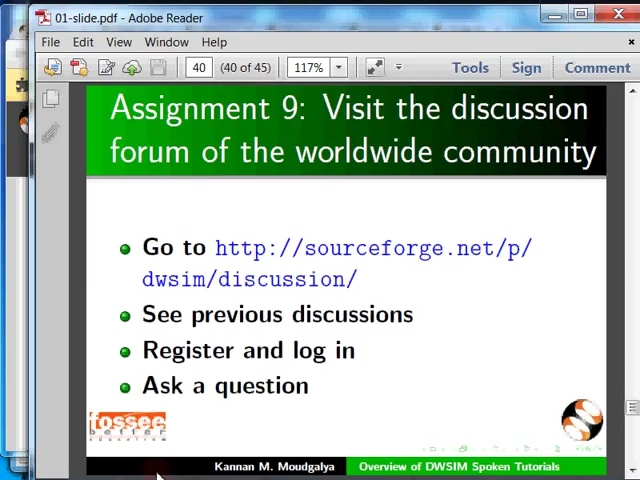 01-slide.pdf - Adobe Reader
File Edit View Window Help
40 (40 of 45) 117% Tools Sign Comment
Assignment 9: Visit the discussion
forum of the worldwide community
Go to http://sourceforge.net/p/
dwsim/discussion/
See previous discussions
Register and log in
Ask a question
fossee
Kannan M. Moudgalya Overview of DWSIM Spoken Tutorials